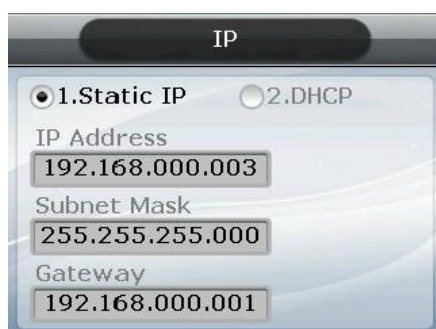 IP
1.Static IP 2.DHCP
IP Address
192.168.000.003
Subnet Mask
255.255.255.000
Gateway
192.168.000.001